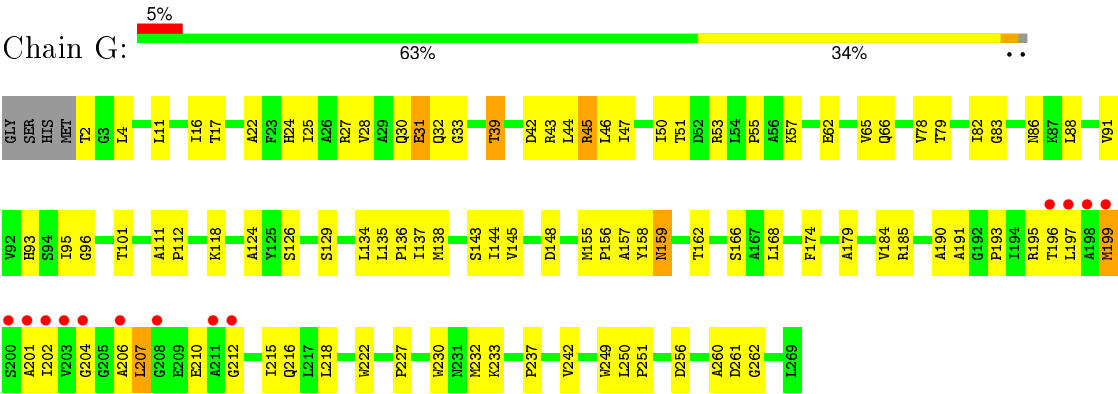 5%
Chain G:
63% 34% • •
GLY SER HIS MET T2 G3 L4 L11 I16 T17 A22 F23 H24 I25 A26 R27 V28 A29 Q30 E31 Q32 G33 T39 D42 R43 L44 R45 L46 I47 I50 T51 D52 R53 L54 P55 A56 K57 E62 V65 Q66 V78 T79 I82 G83 N86 K87 L88 V91
V92 H93 S94 I95 G96 T101 A111 P112 K118 A124 Y125 S126 S129 L134 L135 P136 I137 M138 S143 I144 V145 D148 M155 P156 A157 Y158 N159 T162 S166 A167 L168 F174 A179 V184 R185 A190 A191 G192 P193 I194 R195 T196 L197 A198 M199
S200 A201 I202 V203 G204 G205 A206 L207 G208 E209 E210 A211 G212 I215 Q216 L217 L218 W222 P227 W230 N231 M232 K233 P237 V242 W249 L250 P251 D256 A260 D261 G262 L269